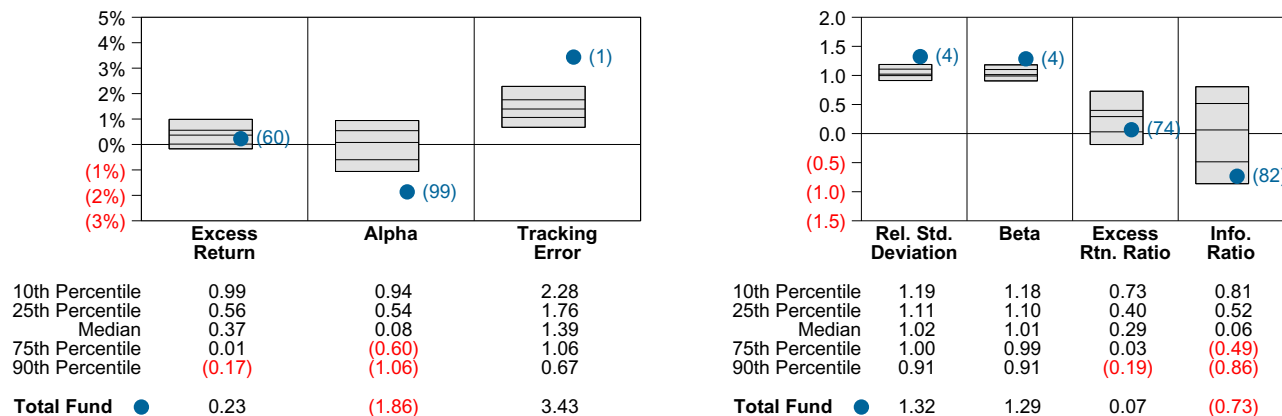 5%
4%
3%
2%
1%
0%
(1%)
(2%)
(3%)
(60)
(99)
(1)
Excess
Return
Alpha
Tracking
Error
10th Percentile 0.99 0.94 2.28
25th Percentile 0.56 0.54 1.76
Median 0.37 0.08 1.39
75th Percentile 0.01 (0.60) 1.06
90th Percentile (0.17) (1.06) 0.67
Total Fund 0.23 (1.86) 3.43
2.0
1.5
1.0
0.5
0.0
(0.5)
(1.0)
(1.5)
(4)
(4)
(74)
(82)
Rel. Std.
Deviation
Beta
Excess
Rtn. Ratio
Info.
Ratio
10th Percentile 1.19 1.18 0.73 0.81
25th Percentile 1.11 1.10 0.40 0.52
Median 1.02 1.01 0.29 0.06
75th Percentile 1.00 0.99 0.03 (0.49)
90th Percentile 0.91 0.91 (0.19) (0.86)
Total Fund 1.32 1.29 0.07 (0.73)